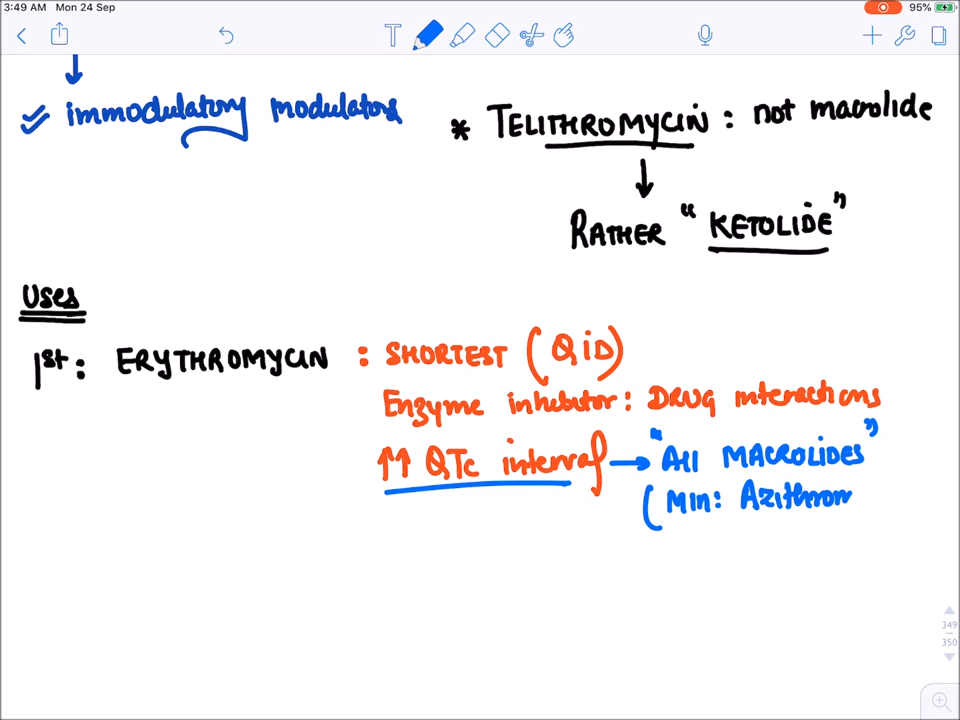 3:49 AM Mon 24 Sep
95%
T
immodulatory modulators
* TELITHROMYCIN : not macrolide
RATHER "KETOLIDE"
Uses
1st : ERYTHROMYCIN : SHORTEST (QID)
Enzyme inhibitor : DRUG interactions
↑↑ QTc interval → "All MACROLIDES"
(Min: Azithrom
349
350